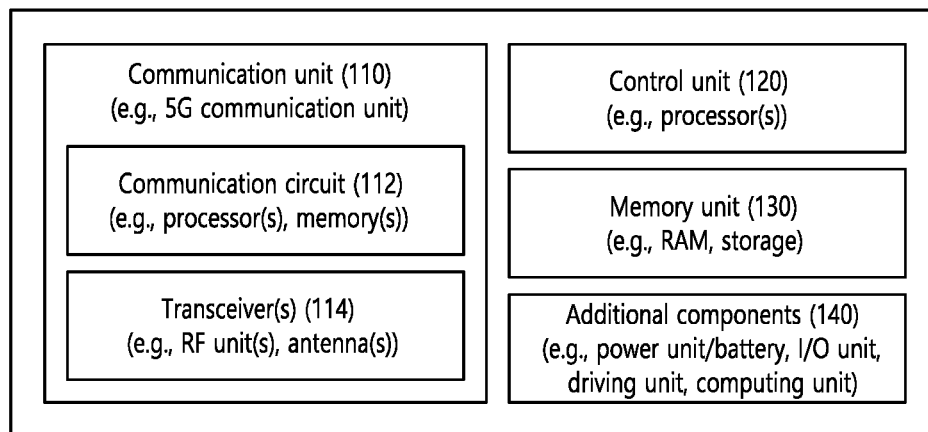 Communication unit (110)
(e.g., 5G communication unit)
Communication circuit (112)
(e.g., processor(s), memory(s))
Transceiver(s) (114)
(e.g., RF unit(s), antenna(s))
Control unit (120)
(e.g., processor(s))
Memory unit (130)
(e.g., RAM, storage)
Additional components (140)
(e.g., power unit/battery, I/O unit,
driving unit, computing unit)